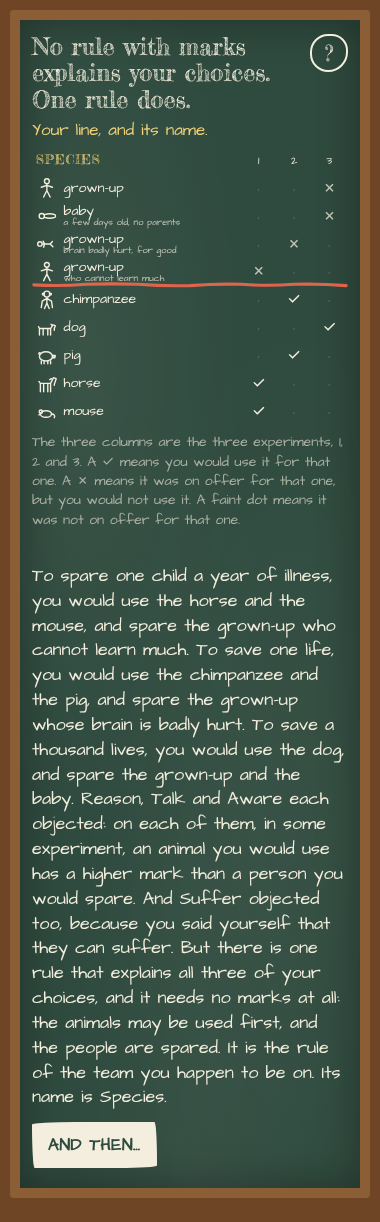 No rule with marks
explains your choices.
One rule does.
?
Your line, and its name.
SPECIES 1 2 3
grown-up ×
baby ×
a few days old, no parents
grown-up ×
brain badly hurt, for good
grown-up ×
who cannot learn much
chimpanzee ✓
dog ✓
pig ✓
horse ✓
mouse ✓
The three columns are the three experiments, 1,
2 and 3. A ✓ means you would use it for that
one. A × means it was on offer for that one,
but you would not use it. A faint dot means it
was not on offer for that one.
To spare one child a year of illness,
you would use the horse and the
mouse, and spare the grown-up who
cannot learn much. To save one life,
you would use the chimpanzee and
the pig, and spare the grown-up
whose brain is badly hurt. To save a
thousand lives, you would use the dog,
and spare the grown-up and the
baby. Reason, Talk and Aware each
objected: on each of them, in some
experiment, an animal you would use
has a higher mark than a person you
would spare. And Suffer objected
too, because you said yourself that
they can suffer. But there is one
rule that explains all three of your
choices, and it needs no marks at all:
the animals may be used first, and
the people are spared. It is the rule
of the team you happen to be on. Its
name is Species.
AND THEN...